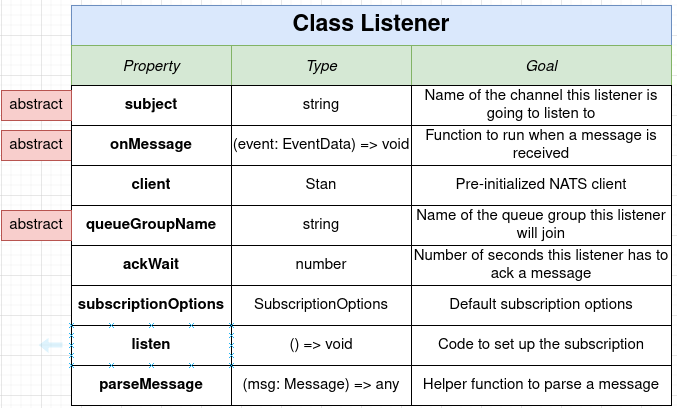 Class Listener
Property Type Goal
abstract subject string Name of the channel this listener is
going to listen to
abstract onMessage (event: EventData) => void Function to run when a message is
received
client Stan Pre-initialized NATS client
abstract queueGroupName string Name of the queue group this listener
will join
ackWait number Number of seconds this listener has to
ack a message
subscriptionOptions SubscriptionOptions Default subscription options
listen () => void Code to set up the subscription
parseMessage (msg: Message) => any Helper function to parse a message